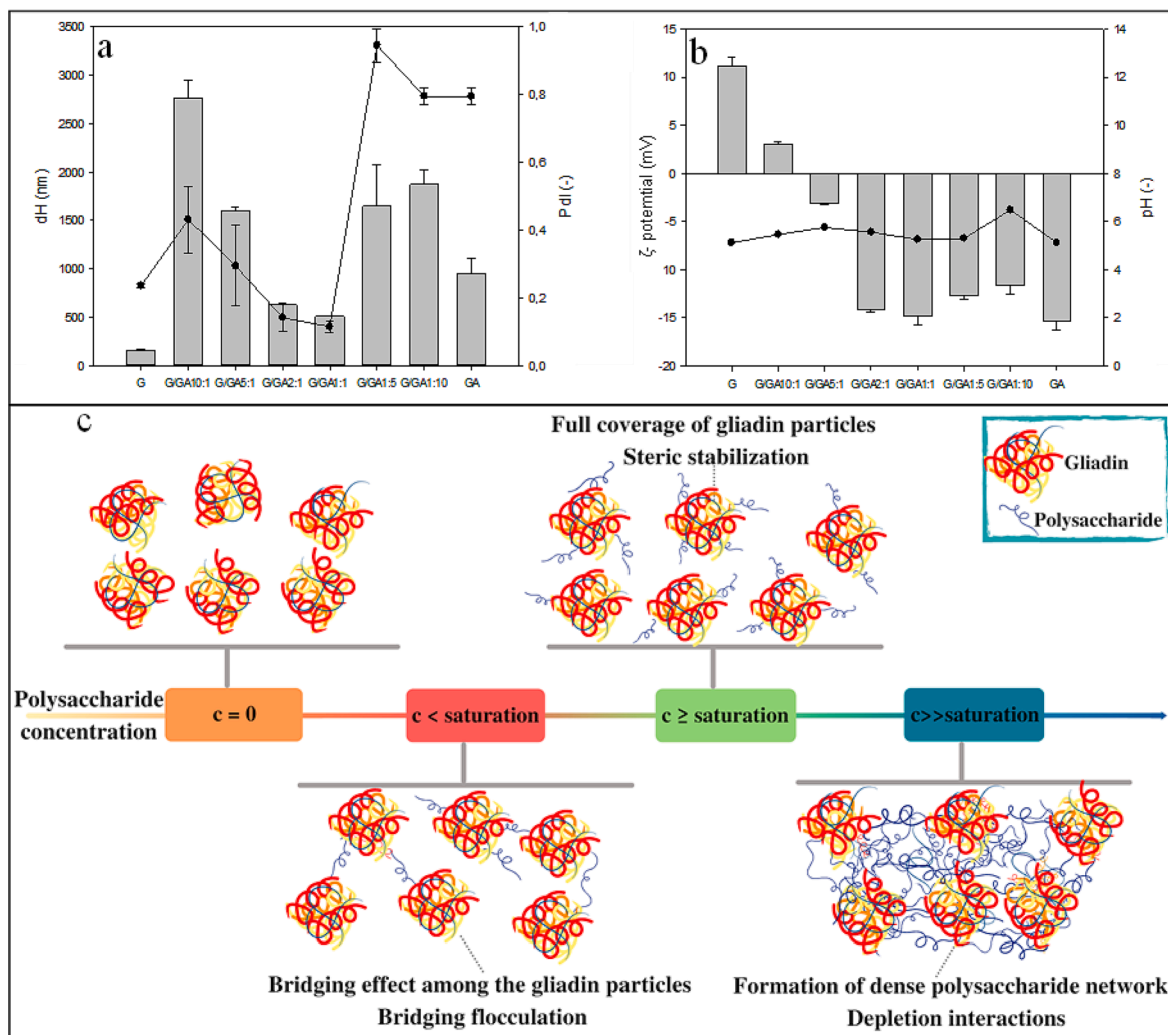 a
3500
3000
2500
2000
1500
1000
500
0
dH (nm)
1,0
0,8
0,6
0,4
0,2
0,0
PdI (-)
G G/GA10:1 G/GA5:1 G/GA2:1 G/GA1:1 G/GA1:5 G/GA1:10 GA
b
15
10
5
0
-5
-10
-15
-20
ζ- potemtial (mV)
14
12
10
8
6
4
2
0
pH (-)
G G/GA10:1 G/GA5:1 G/GA2:1 G/GA1:1 G/GA1:5 G/GA1:10 GA
c
Full coverage of gliadin particles
Steric stabilization
Gliadin
Polysaccharide
Polysaccharide
concentration
c = 0
c < saturation
c ≥ saturation
c>>saturation
Bridging effect among the gliadin particles
Bridging flocculation
Formation of dense polysaccharide network
Depletion interactions